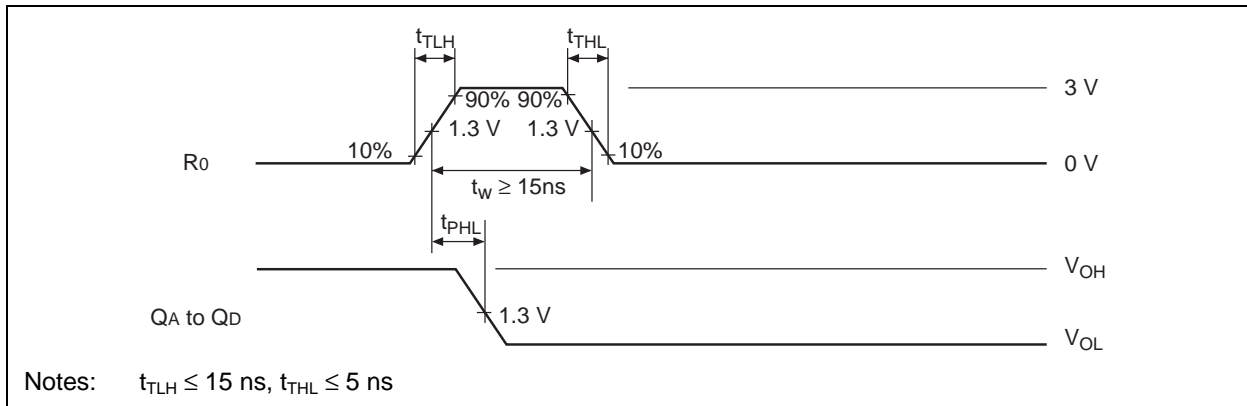 tTLH
tTHL
3 V
90% 90%
1.3 V 1.3 V
10%
10%
R0
0 V
tW ≥ 15ns
tPHL
VOH
QA to QD
1.3 V
VOL
Notes: tTLH ≤ 15 ns, tTHL ≤ 5 ns